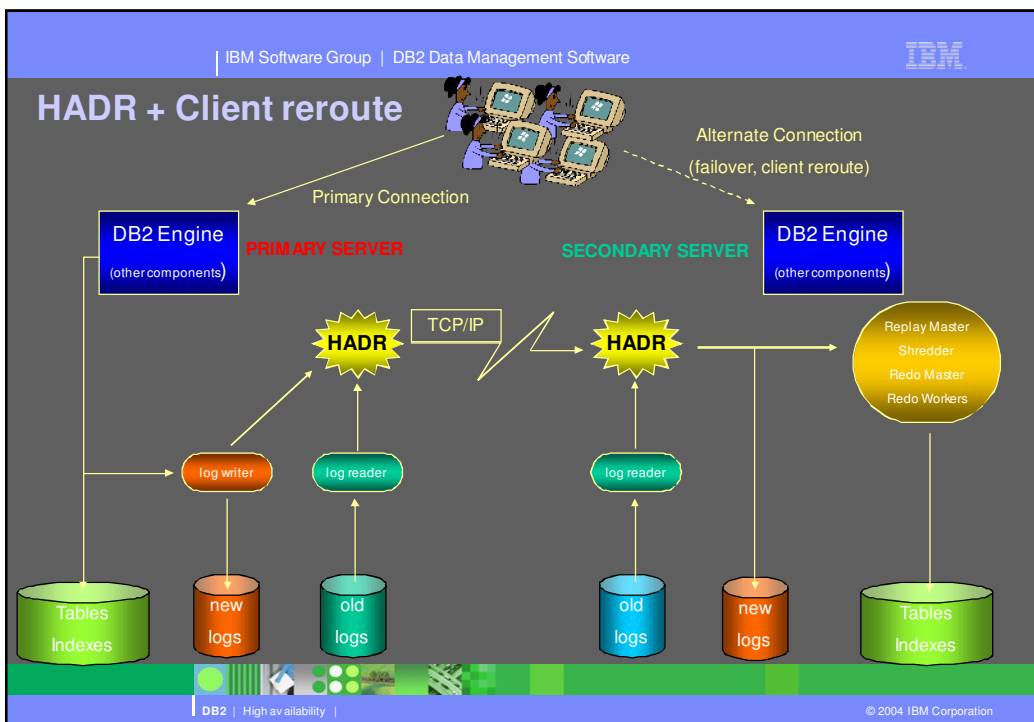 IBM Software Group | DB2 Data Management Software
IBM
HADR + Client reroute
Alternate Connection
(failover, client reroute)
Primary Connection
DB2 Engine
(other components)
PRIMARY SERVER
SECONDARY SERVER
DB2 Engine
(other components)
HADR
TCP/IP
HADR
Replay Master
Shredder
Redo Master
Redo Workers
log writer
log reader
log reader
Tables
Indexes
new
logs
old
logs
old
logs
new
logs
Tables
Indexes
DB2 | High availability |
© 2004 IBM Corporation